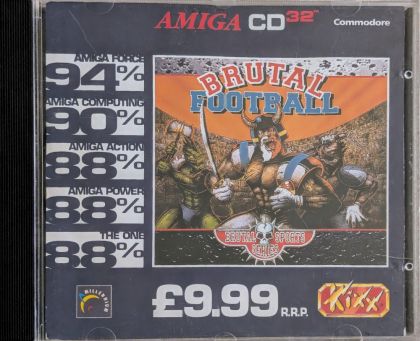 AMIGA CD32™
Commodore
AMIGA FORCE
94%
AMIGA COMPUTING
90%
AMIGA ACTION
88%
AMIGA POWER
88%
THE ONE
88%
BRUTAL
FOOTBALL
BRUTAL SPORTS
SERIES
MILLENNIUM
£9.99 R.R.P.
Kixx